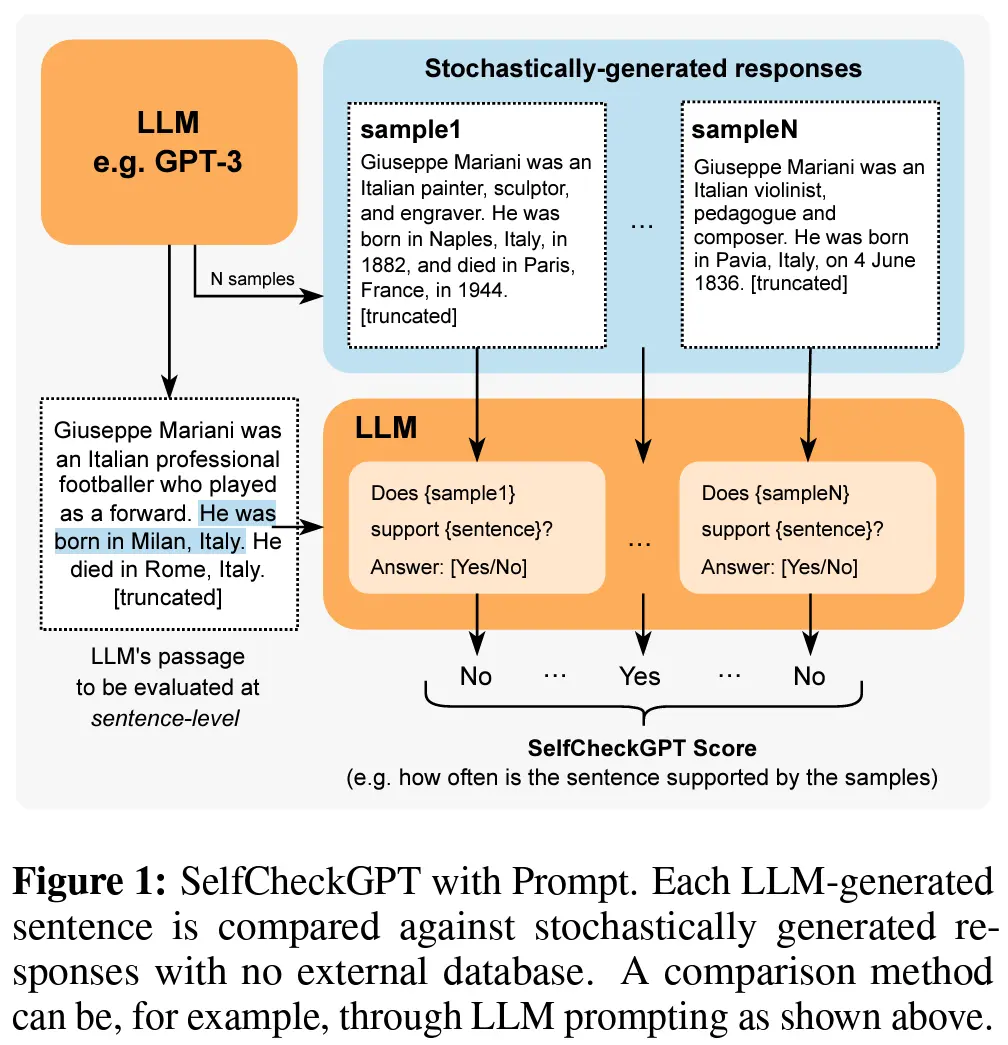 LLM
e.g. GPT-3
Stochastically-generated responses
sample1
Giuseppe Mariani was an
Italian painter, sculptor,
and engraver. He was
born in Naples, Italy, in
1882, and died in Paris,
France, in 1944.
[truncated]
...
sampleN
Giuseppe Mariani was an
Italian violinist,
pedagogue and
composer. He was born
in Pavia, Italy, on 4 June
1836. [truncated]
N samples
Giuseppe Mariani was
an Italian professional
footballer who played
as a forward. He was
born in Milan, Italy. He
died in Rome, Italy.
[truncated]
LLM's passage
to be evaluated at
sentence-level
LLM
Does {sample1}
support {sentence}?
Answer: [Yes/No]
...
Does {sampleN}
support {sentence}?
Answer: [Yes/No]
No ... Yes ... No
SelfCheckGPT Score
(e.g. how often is the sentence supported by the samples)
Figure 1: SelfCheckGPT with Prompt. Each LLM-generated
sentence is compared against stochastically generated re-
sponses with no external database. A comparison method
can be, for example, through LLM prompting as shown above.